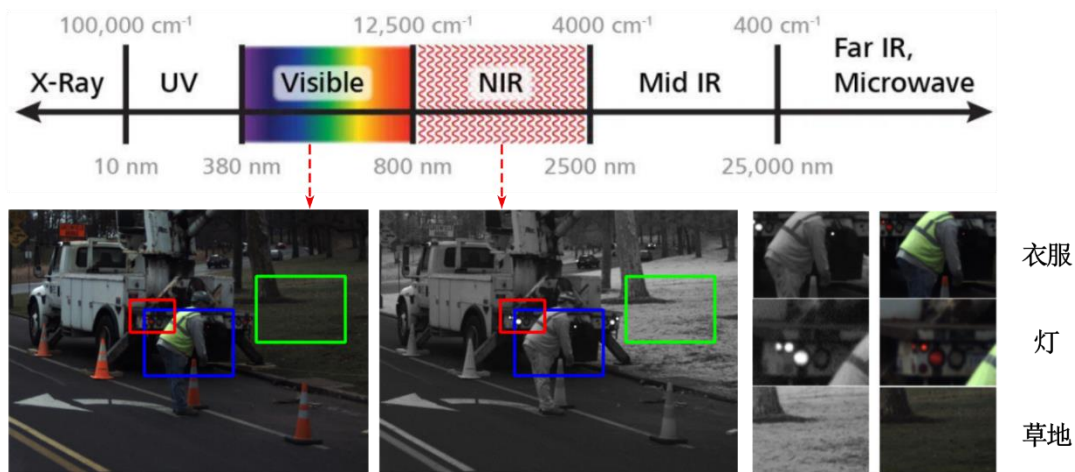 100,000 cm⁻¹ 12,500 cm⁻¹ 4000 cm⁻¹ 400 cm⁻¹
X-Ray UV Visible NIR Mid IR Far IR,
Microwave
10 nm 380 nm 800 nm 2500 nm 25,000 nm
衣服
灯
草地